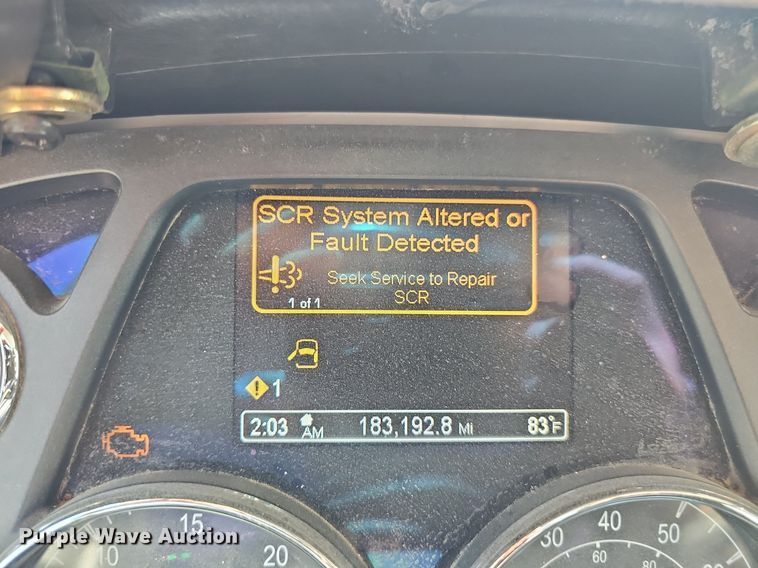 SCR System Altered or
Fault Detected
Seek Service to Repair
SCR
1 of 1
1
2:03 AM 183,192.8 MI 83°F
10 15 20
30 40 50
60 80
Purple Wave Auction